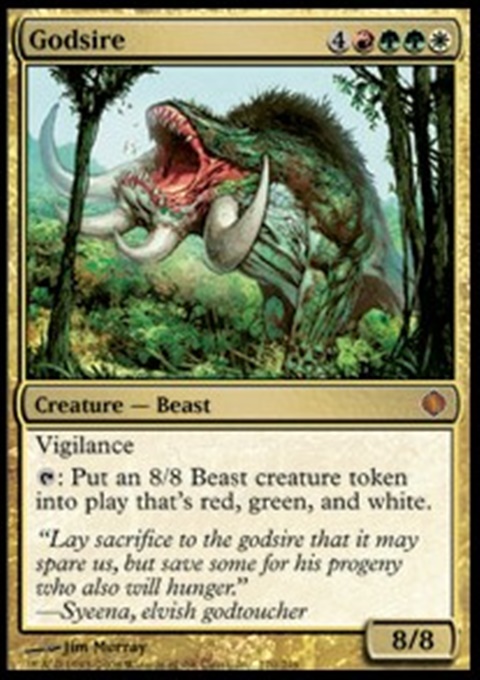 Godsire 4
Creature — Beast
Vigilance
: Put an 8/8 Beast creature token
into play that's red, green, and white.
"Lay sacrifice to the godsire that it may
spare us, but save some for his progeny
who also will hunger."
—Syeena, elvish godtoucher
Jim Murray
8/8